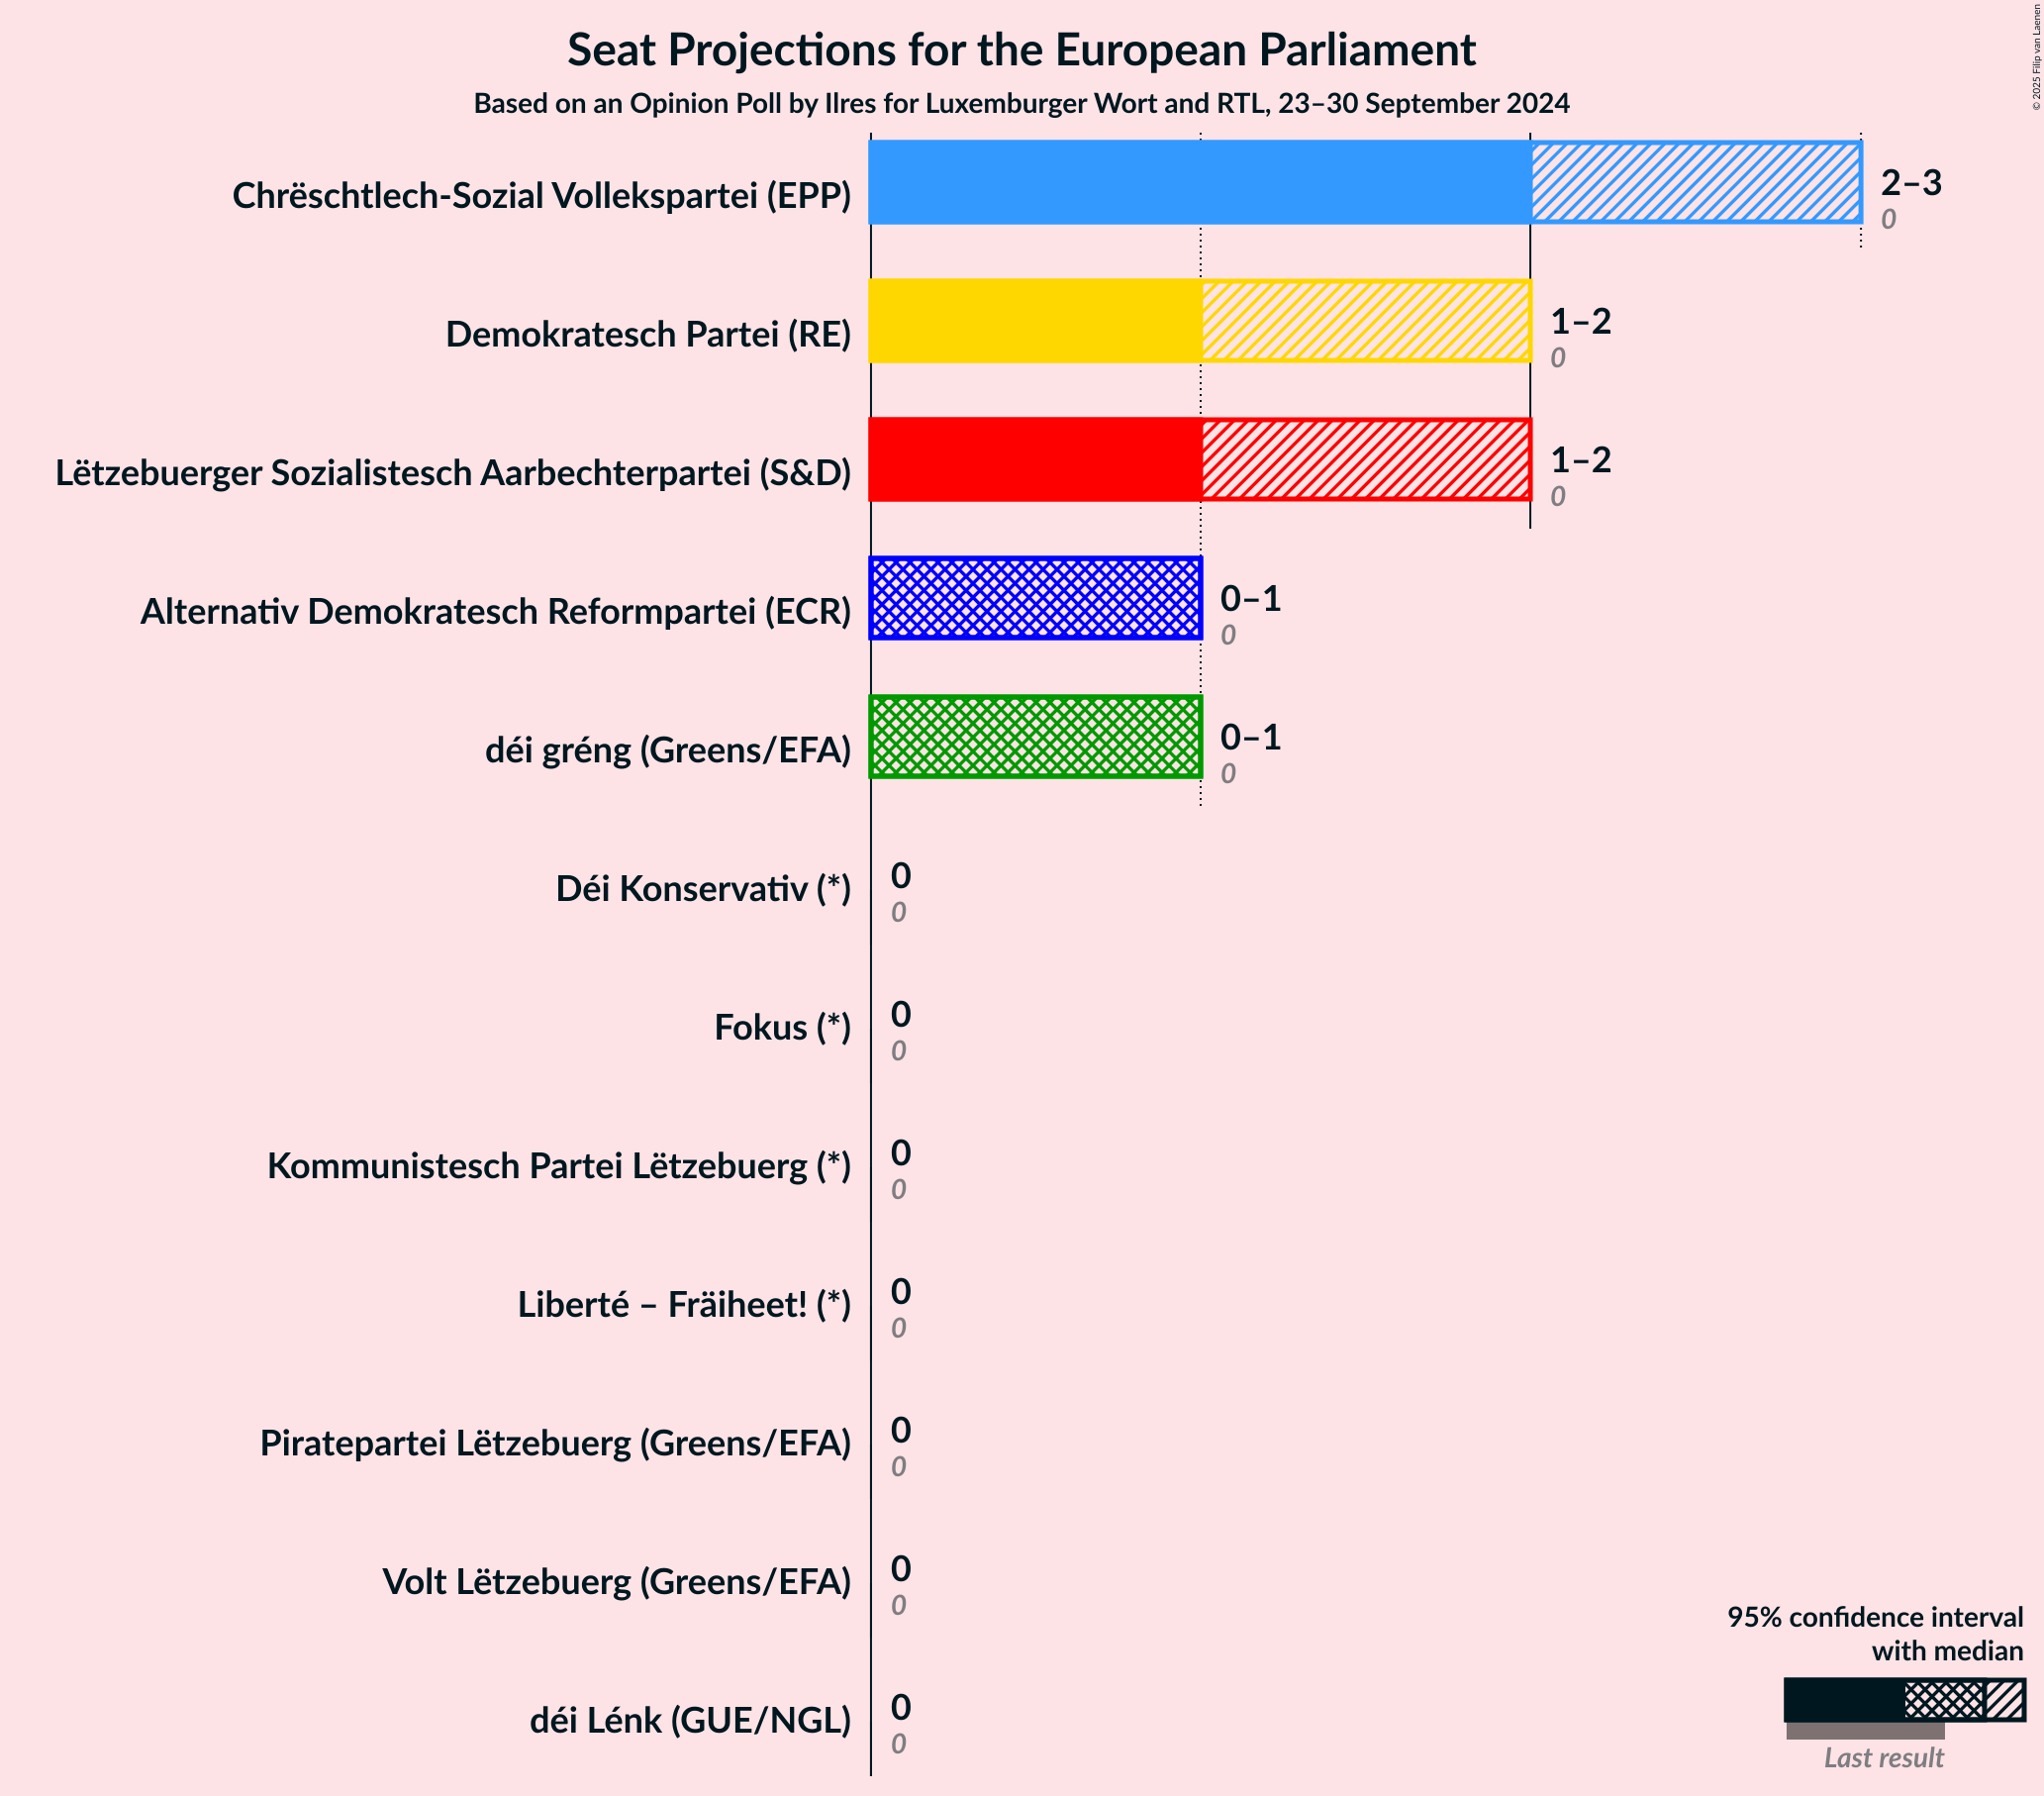 Seat Projections for the European Parliament
Based on an Opinion Poll by Ilres for Luxemburger Wort and RTL, 23–30 September 2024
© 2025 Filip van Laenen
Chrëschtlech-Sozial Vollekspartei (EPP)
2–3
0
Demokratesch Partei (RE)
1–2
0
Lëtzebuerger Sozialistesch Aarbechterpartei (S&D)
1–2
0
Alternativ Demokratesch Reformpartei (ECR)
0–1
0
déi gréng (Greens/EFA)
0–1
0
Déi Konservativ (*)
0
0
Fokus (*)
0
0
Kommunistesch Partei Lëtzebuerg (*)
0
0
Liberté – Fräiheet! (*)
0
0
Piratepartei Lëtzebuerg (Greens/EFA)
0
0
Volt Lëtzebuerg (Greens/EFA)
0
0
déi Lénk (GUE/NGL)
0
0
95% confidence interval
with median
Last result